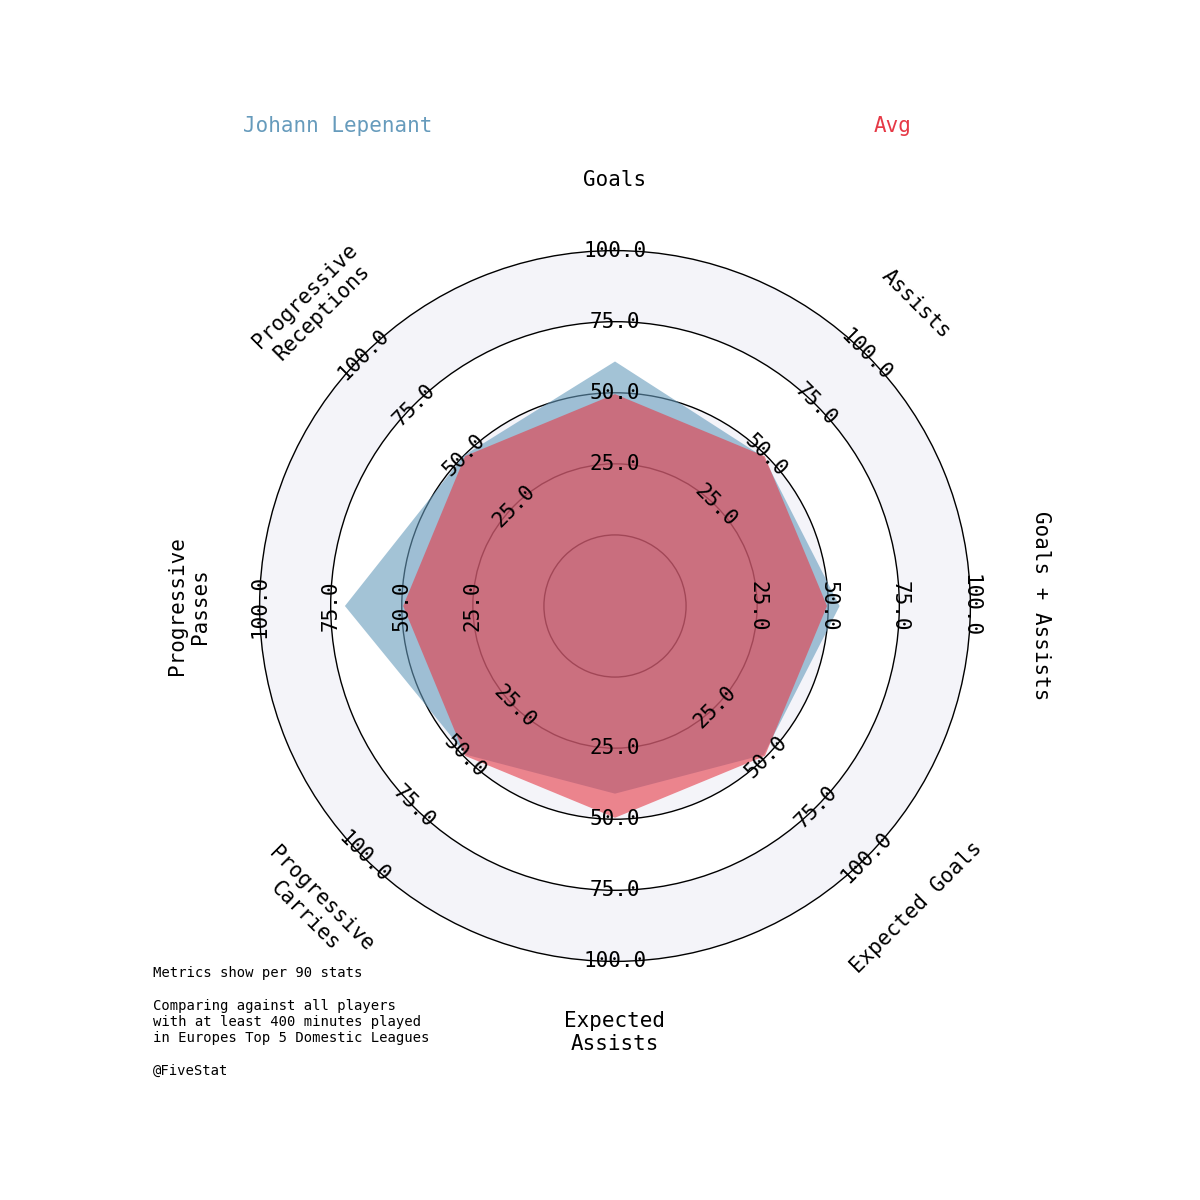 Johann Lepenant
Avg
Goals
Assists
Goals + Assists
Expected Goals
Expected
Assists
Progressive
Carries
Progressive
Passes
Progressive
Receptions
25.0
50.0
75.0
100.0
25.0
50.0
75.0
100.0
25.0
50.0
75.0
100.0
25.0
50.0
75.0
100.0
25.0
50.0
75.0
100.0
25.0
50.0
75.0
100.0
25.0
50.0
75.0
100.0
25.0
50.0
75.0
100.0
Metrics show per 90 stats
Comparing against all players
with at least 400 minutes played
in Europes Top 5 Domestic Leagues
@FiveStat